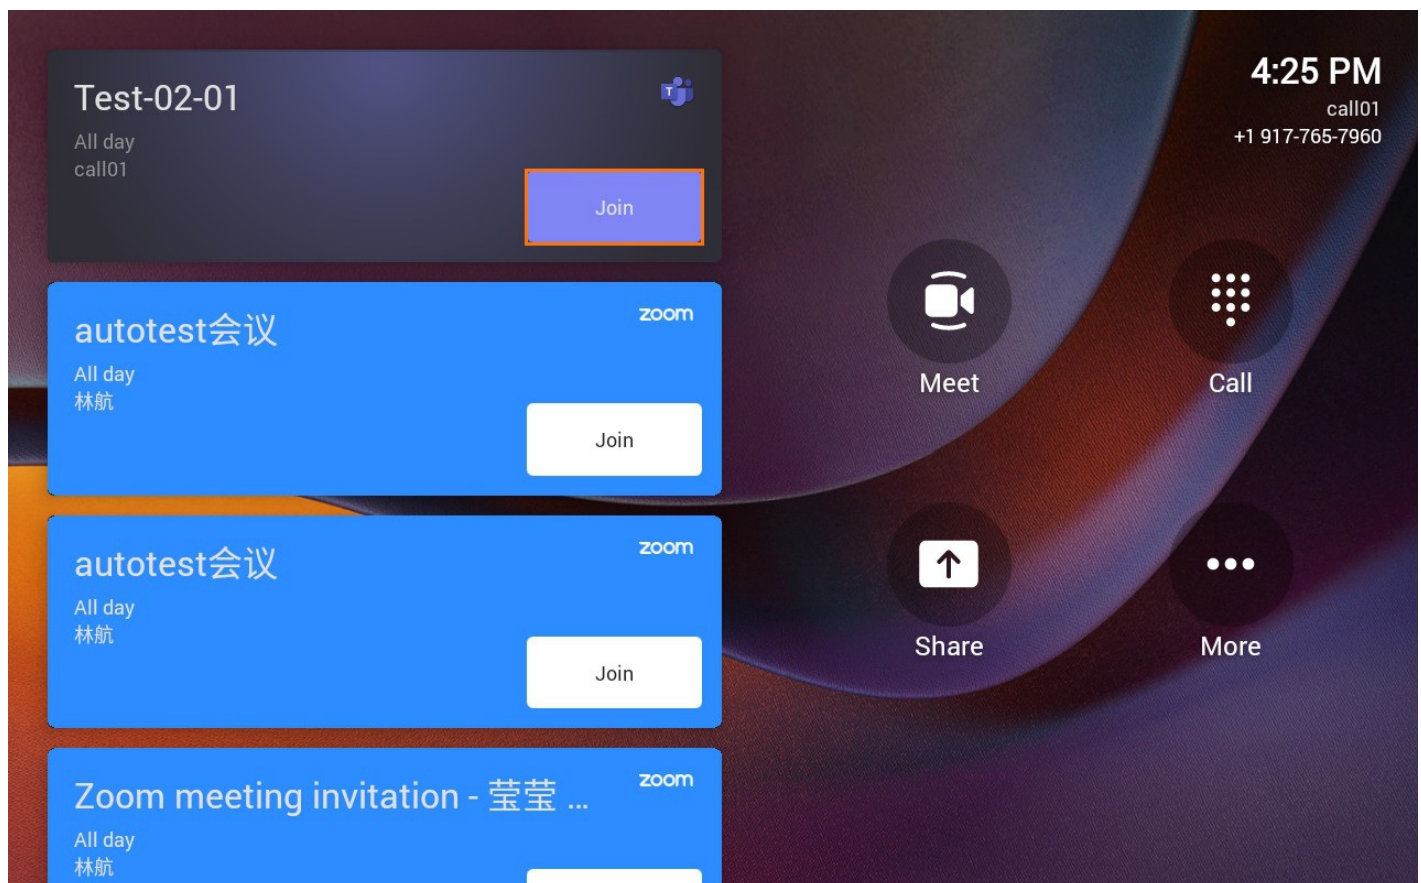 Test-02-01
All day
call01
Join
autotest会议
zoom
All day
林航
Join
autotest会议
zoom
All day
林航
Join
Zoom meeting invitation - 莹莹 ...
zoom
All day
林航
4:25 PM
call01
+1 917-765-7960
Meet
Call
Share
More